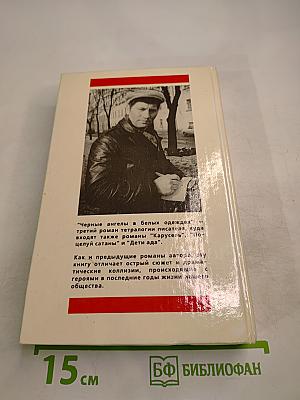 "Черные ангелы в белых одеждах" –
третий роман тетралогии писателя, куда
входят также романы "Карусель", "По-
целуй сатаны" и "Дети ада".
Как и предыдущие романы автора, эту
книгу отличает острый сюжет и драма-
тические коллизии, происходящие с
героями в последние годы жизни нашего
общества.
15 см
БФ БИБЛИОФАН